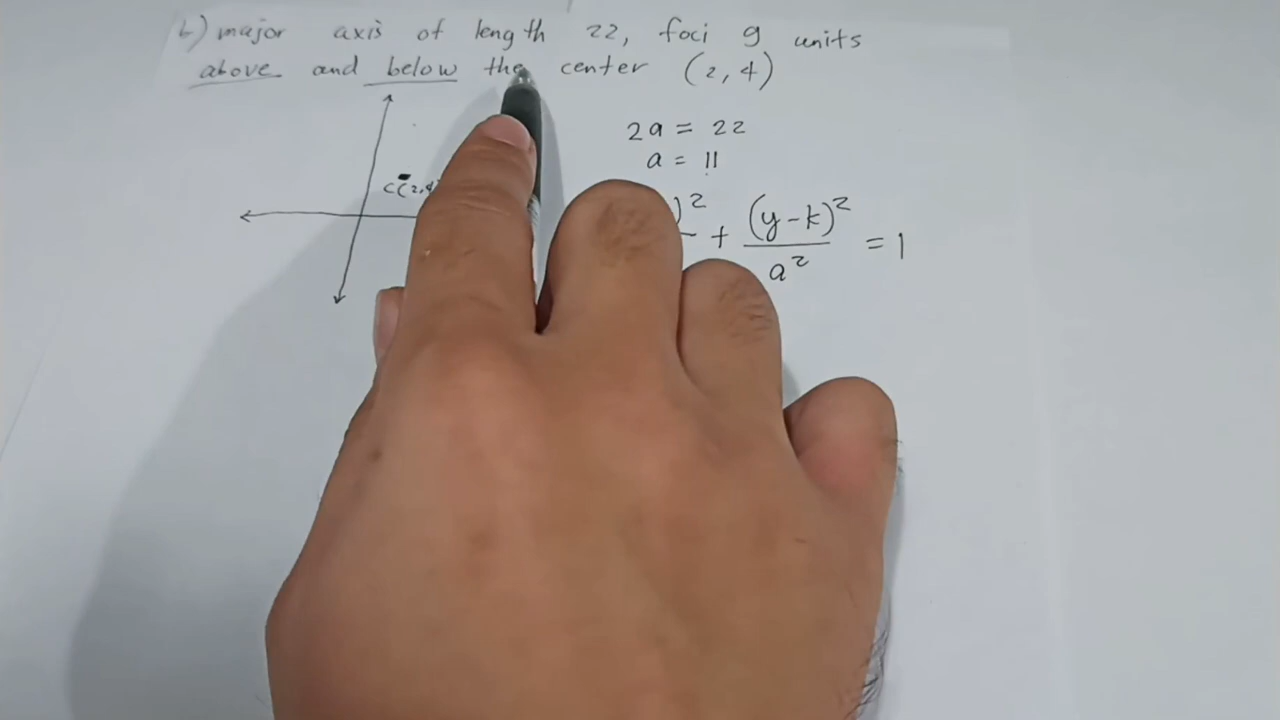 b) major axis of length 22, foci 9 units
above and below the center (2, 4)
2a = 22
a = 11
C(2,4
)² + (y-k)² = 1
a²